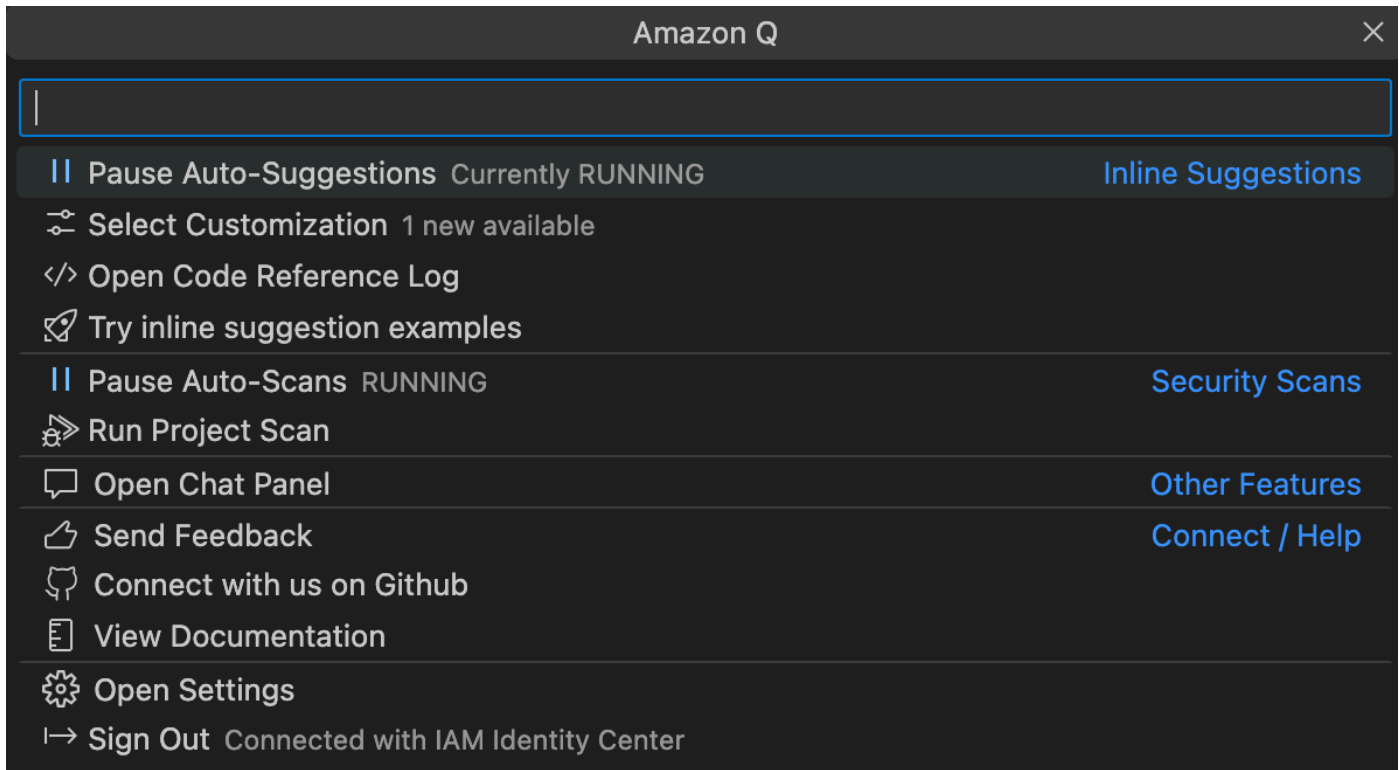 Amazon Q
Pause Auto-Suggestions Currently RUNNING Inline Suggestions
Select Customization 1 new available
Open Code Reference Log
Try inline suggestion examples
Pause Auto-Scans RUNNING Security Scans
Run Project Scan
Open Chat Panel Other Features
Send Feedback Connect / Help
Connect with us on Github
View Documentation
Open Settings
Sign Out Connected with IAM Identity Center